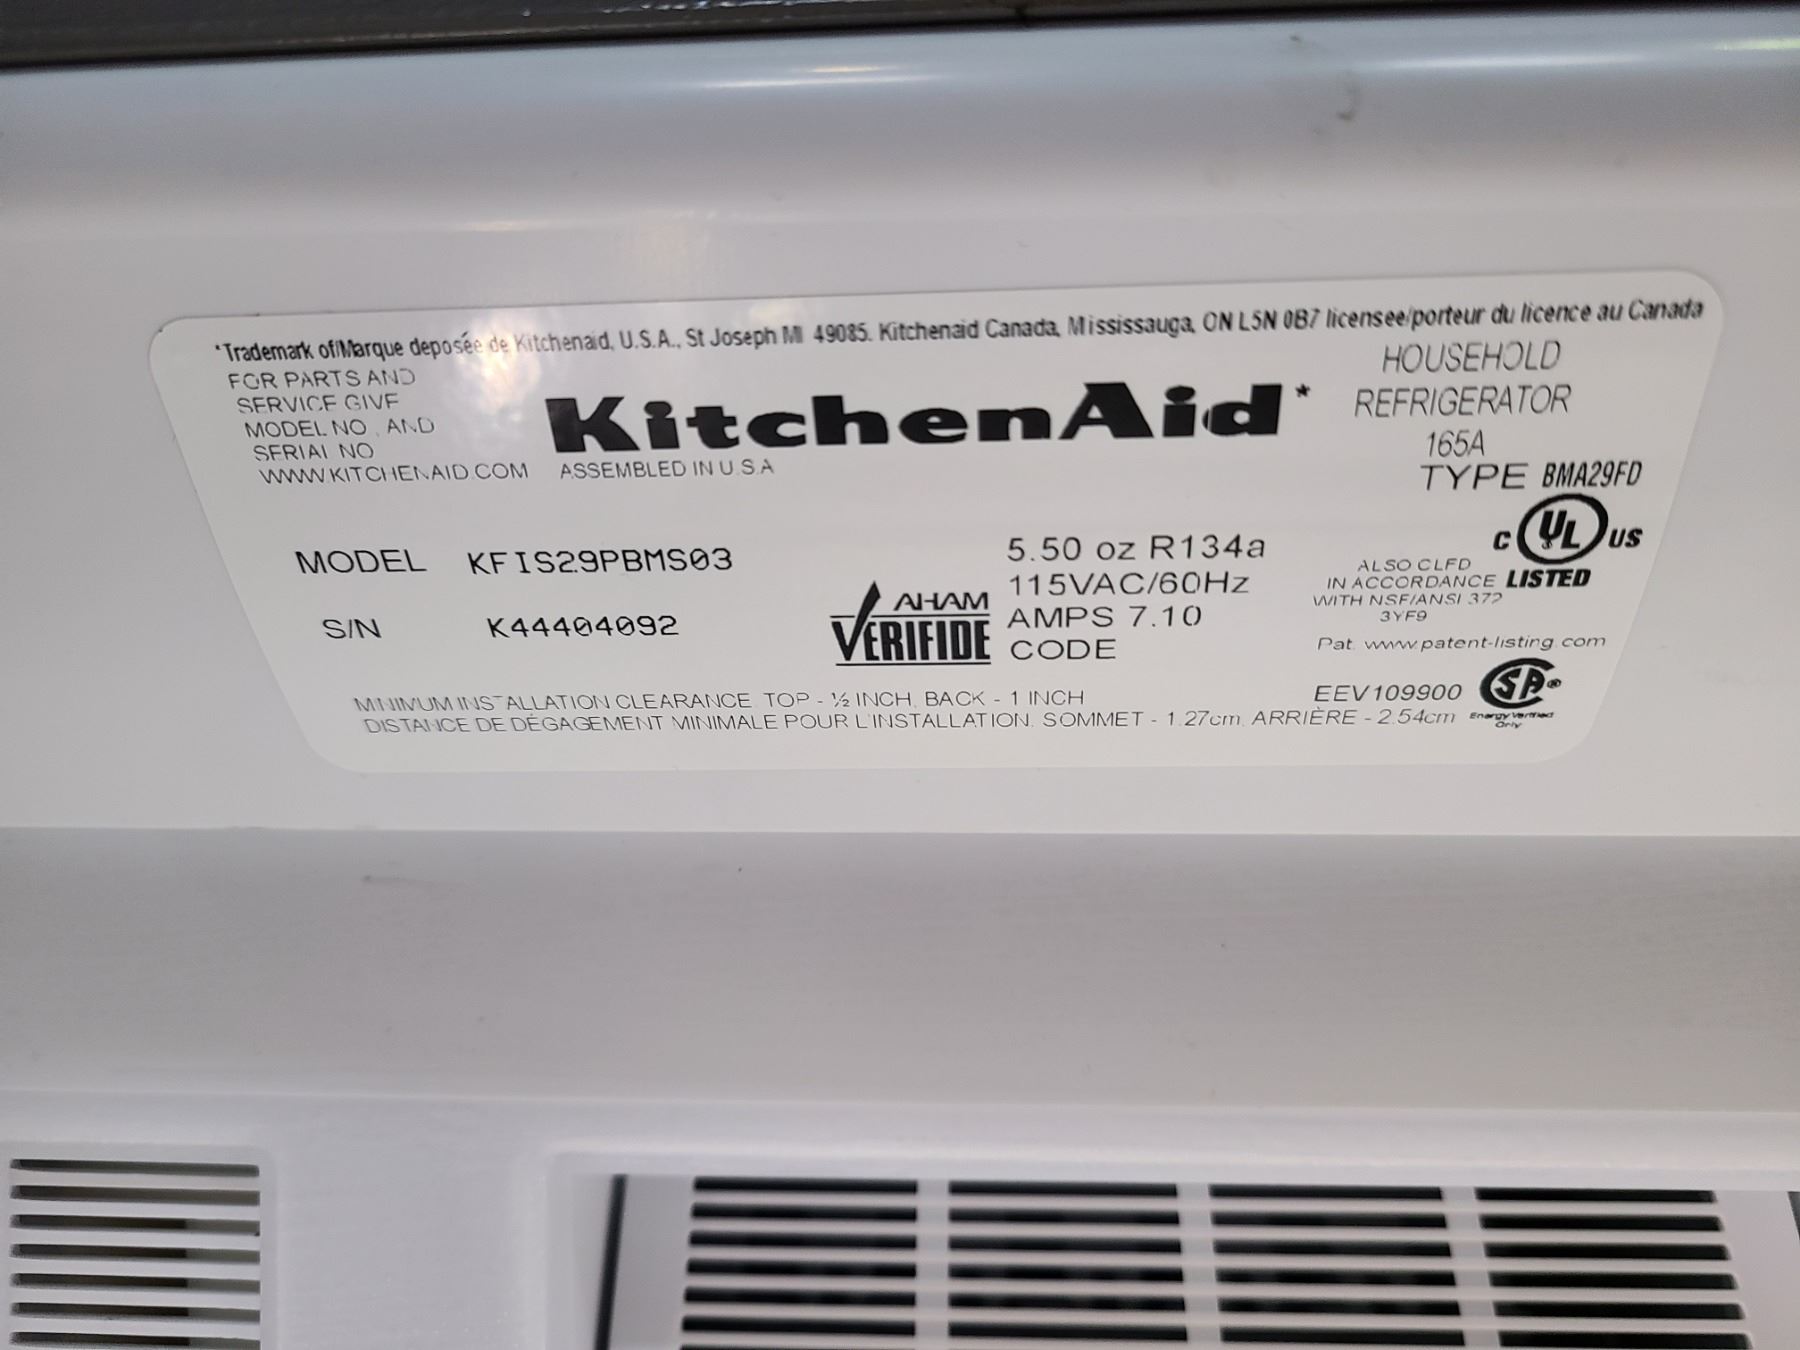 *Trademark of/Marque deposée de Kitchenaid, U.S.A., St Joseph MI 49085. Kitchenaid Canada, Mississauga, ON L5N 0B7 licensee/porteur du licence au Canada
FOR PARTS AND
SERVICE GIVE
MODEL NO. AND
SERIAL NO
WWW.KITCHENAID.COM
KitchenAid*
ASSEMBLED IN U.S.A
HOUSEHOLD
REFRIGERATOR
165A
TYPE BMA29FD
MODEL KFIS29PBMS03
S/N K44404092
AHAM
VERIFIDE
5.50 oz R134a
115VAC/60Hz
AMPS 7.10
CODE
C UL US
LISTED
ALSO CLFD
IN ACCORDANCE
WITH NSF/ANSI 372
3YF9
Pat. www.patent-listing.com
EEV109900
SA®
Energy Verified
Only
MINIMUM INSTALLATION CLEARANCE. TOP - ½ INCH, BACK - 1 INCH
DISTANCE DE DÉGAGEMENT MINIMALE POUR L'INSTALLATION. SOMMET - 1.27cm, ARRIÈRE - 2.54cm